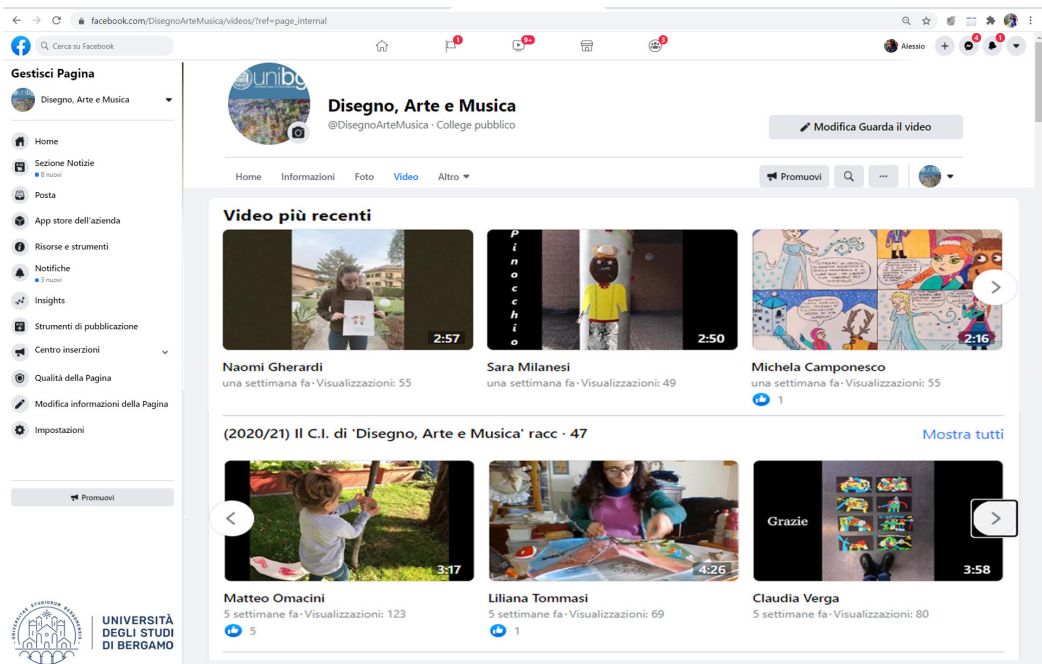 facebook.com/DisegnoArteMusica/videos/?ref=page_internal
Cerca su Facebook
9+
3
Alessio
4
1
Gestisci Pagina
Disegno, Arte e Musica
Home
Sezione Notizie
8 nuovi
Posta
App store dell'azienda
Risorse e strumenti
Notifiche
3 nuovi
Insights
Strumenti di pubblicazione
Centro inserzioni
Qualità della Pagina
Modifica informazioni della Pagina
Impostazioni
Promuovi
UNIVERSITÀ
DEGLI STUDI
DI BERGAMO
unibg
Disegno, Arte e Musica
@DisegnoArteMusica · College pubblico
Modifica Guarda il video
Home Informazioni Foto Video Altro
Promuovi
Video più recenti
2:57
Pinocchio
2:50
2:16
Naomi Gherardi
una settimana fa · Visualizzazioni: 55
Sara Milanesi
una settimana fa · Visualizzazioni: 49
Michela Camponesco
una settimana fa · Visualizzazioni: 55
1
(2020/21) Il C.I. di 'Disegno, Arte e Musica' racc · 47
Mostra tutti
3:17
4:26
Grazie
3:58
Matteo Omacini
5 settimane fa · Visualizzazioni: 123
5
Liliana Tommasi
5 settimane fa · Visualizzazioni: 69
1
Claudia Verga
5 settimane fa · Visualizzazioni: 80